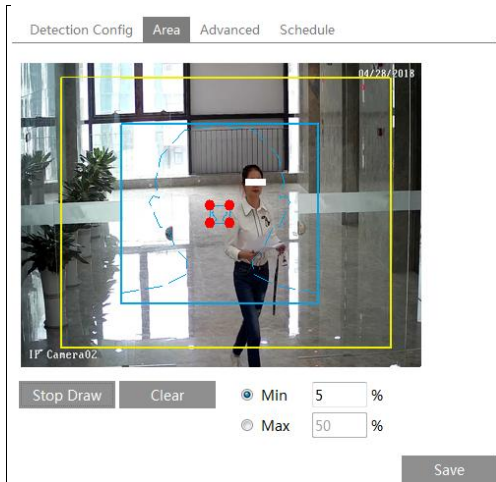 Detection Config Area Advanced Schedule
04/28/2018
IP Camera02
Stop Draw Clear Min 5 %
Max 50 %
Save